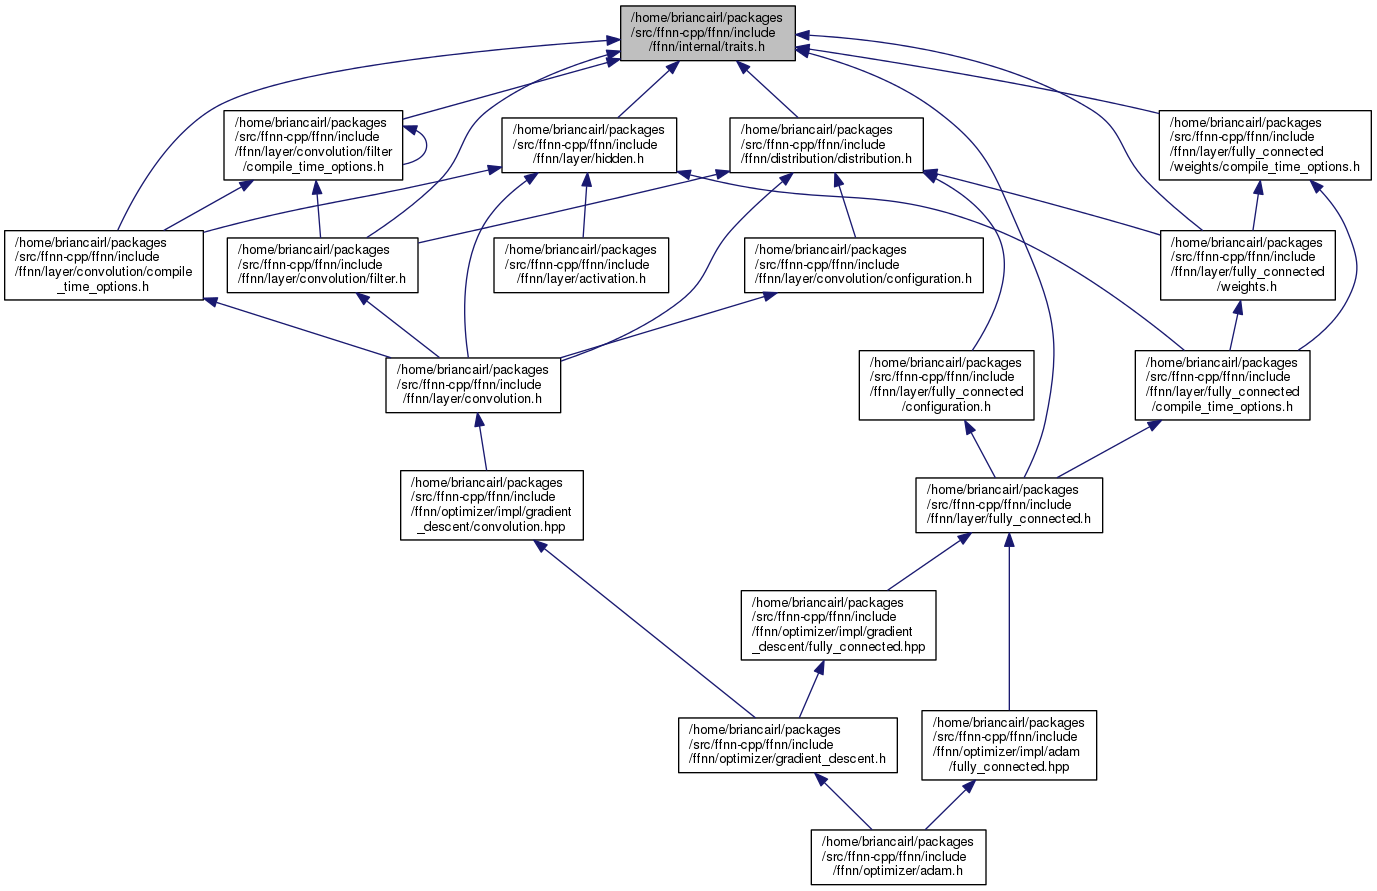 /home/briancairl/packages
/src/ffnn-cpp/ffnn/include
/ffnn/internal/traits.h
/home/briancairl/packages
/src/ffnn-cpp/ffnn/include
/ffnn/layer/convolution/filter
/compile_time_options.h
/home/briancairl/packages
/src/ffnn-cpp/ffnn/include
/ffnn/layer/hidden.h
/home/briancairl/packages
/src/ffnn-cpp/ffnn/include
/ffnn/distribution/distribution.h
/home/briancairl/packages
/src/ffnn-cpp/ffnn/include
/ffnn/layer/fully_connected
/weights/compile_time_options.h
/home/briancairl/packages
/src/ffnn-cpp/ffnn/include
/ffnn/layer/convolution/compile
_time_options.h
/home/briancairl/packages
/src/ffnn-cpp/ffnn/include
/ffnn/layer/convolution/filter.h
/home/briancairl/packages
/src/ffnn-cpp/ffnn/include
/ffnn/layer/activation.h
/home/briancairl/packages
/src/ffnn-cpp/ffnn/include
/ffnn/layer/convolution/configuration.h
/home/briancairl/packages
/src/ffnn-cpp/ffnn/include
/ffnn/layer/fully_connected
/weights.h
/home/briancairl/packages
/src/ffnn-cpp/ffnn/include
/ffnn/layer/convolution.h
/home/briancairl/packages
/src/ffnn-cpp/ffnn/include
/ffnn/layer/fully_connected
/configuration.h
/home/briancairl/packages
/src/ffnn-cpp/ffnn/include
/ffnn/layer/fully_connected
/compile_time_options.h
/home/briancairl/packages
/src/ffnn-cpp/ffnn/include
/ffnn/optimizer/impl/gradient
_descent/convolution.hpp
/home/briancairl/packages
/src/ffnn-cpp/ffnn/include
/ffnn/layer/fully_connected.h
/home/briancairl/packages
/src/ffnn-cpp/ffnn/include
/ffnn/optimizer/impl/gradient
_descent/fully_connected.hpp
/home/briancairl/packages
/src/ffnn-cpp/ffnn/include
/ffnn/optimizer/gradient_descent.h
/home/briancairl/packages
/src/ffnn-cpp/ffnn/include
/ffnn/optimizer/impl/adam
/fully_connected.hpp
/home/briancairl/packages
/src/ffnn-cpp/ffnn/include
/ffnn/optimizer/adam.h